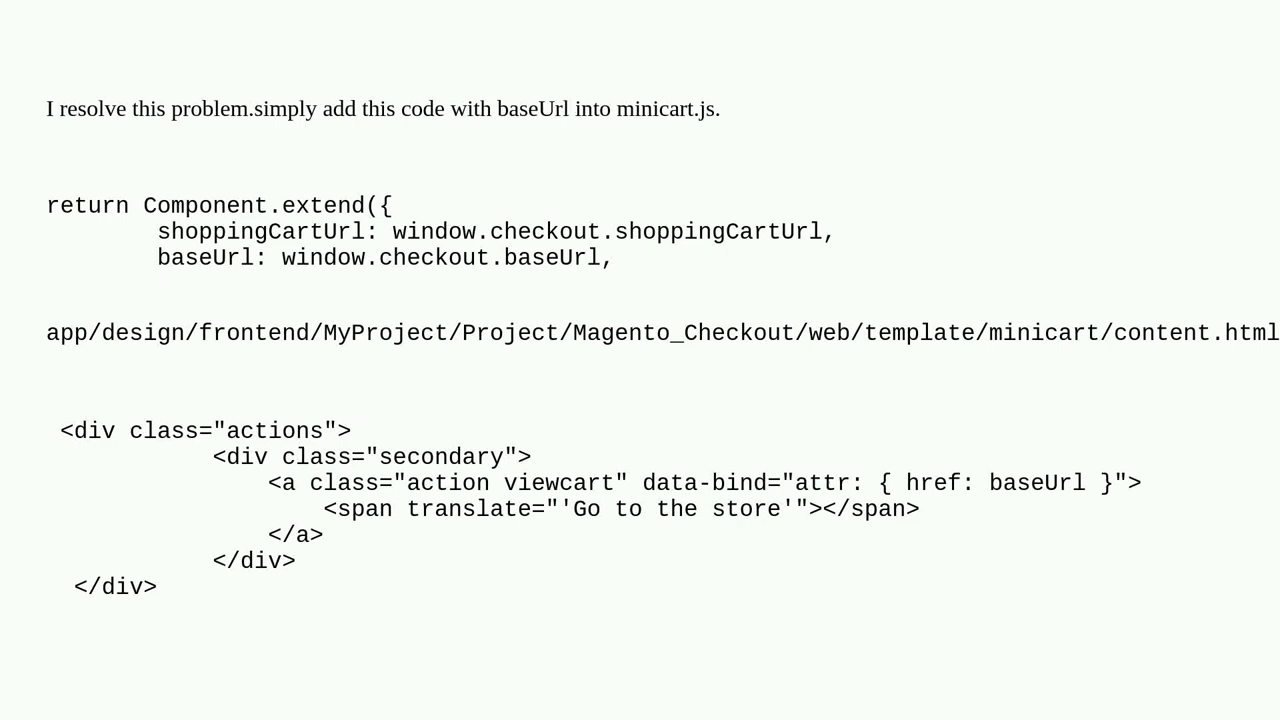 I resolve this problem.simply add this code with baseUrl into minicart.js.
return Component.extend({
        shoppingCartUrl: window.checkout.shoppingCartUrl,
        baseUrl: window.checkout.baseUrl,
app/design/frontend/MyProject/Project/Magento_Checkout/web/template/minicart/content.html
 <div class="actions">
            <div class="secondary">
                <a class="action viewcart" data-bind="attr: { href: baseUrl }">
                    <span translate="'Go to the store'"></span>
                </a>
            </div>
  </div>